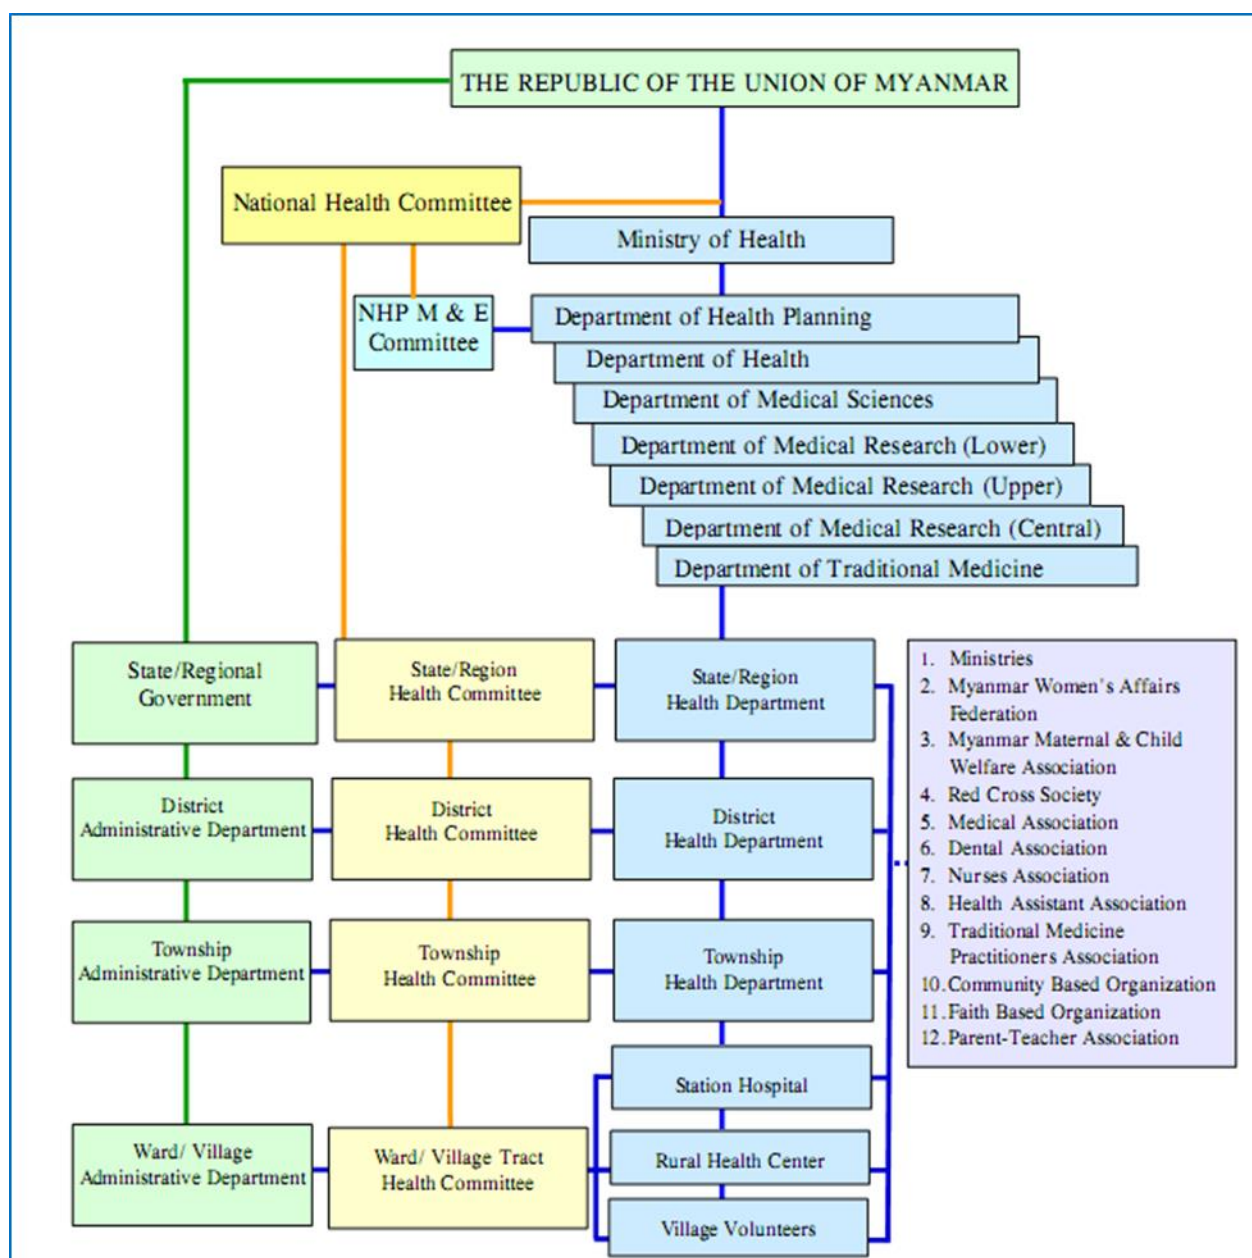 THE REPUBLIC OF THE UNION OF MYANMAR
National Health Committee
Ministry of Health
NHP M & E
Committee
Department of Health Planning
Department of Health
Department of Medical Sciences
Department of Medical Research (Lower)
Department of Medical Research (Upper)
Department of Medical Research (Central)
Department of Traditional Medicine
State/Regional
Government
State/Region
Health Committee
State/Region
Health Department
District
Administrative Department
District
Health Committee
District
Health Department
Township
Administrative Department
Township
Health Committee
Township
Health Department
Station Hospital
Ward/ Village
Administrative Department
Ward/ Village Tract
Health Committee
Rural Health Center
Village Volunteers
1. Ministries
2. Myanmar Women's Affairs
Federation
3. Myanmar Maternal & Child
Welfare Association
4. Red Cross Society
5. Medical Association
6. Dental Association
7. Nurses Association
8. Health Assistant Association
9. Traditional Medicine
Practitioners Association
10. Community Based Organization
11. Faith Based Organization
12. Parent-Teacher Association